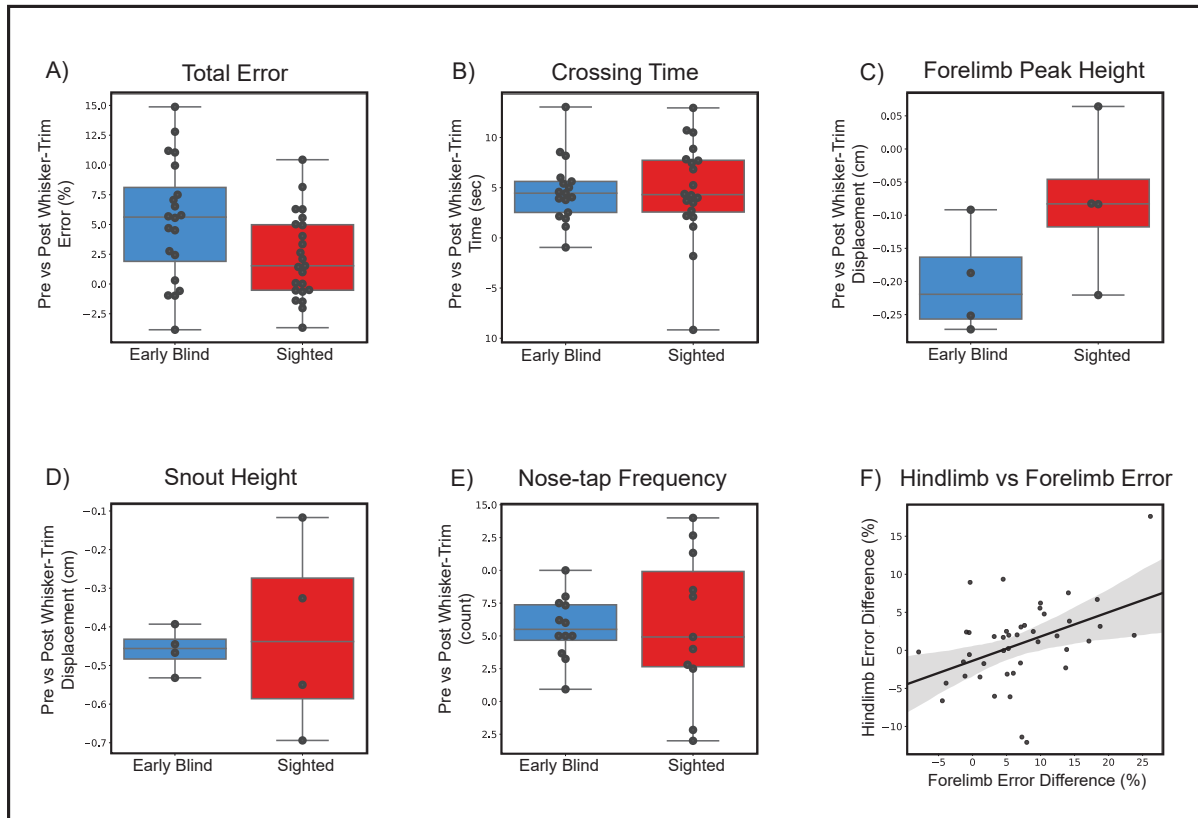 A)
Total Error
Pre vs Post Whisker-Trim
Error (%)
15.0
12.5
10.0
7.5
5.0
2.5
0.0
−2.5
Early Blind
Sighted
B)
Crossing Time
Pre vs Post Whisker-Trim
Time (sec)
10
5
0
−5
10
Early Blind
Sighted
C)
Forelimb Peak Height
Pre vs Post Whisker-Trim
Displacement (cm)
0.05
0.00
−0.05
−0.10
−0.15
−0.20
−0.25
Early Blind
Sighted
D)
Snout Height
Pre vs Post Whisker-Trim
Displacement (cm)
−0.1
−0.2
−0.3
−0.4
−0.5
−0.6
−0.7
Early Blind
Sighted
E)
Nose-tap Frequency
Pre vs Post Whisker-Trim
(count)
15.0
12.5
0.0
7.5
5.0
2.5
0.0
2.5
Early Blind
Sighted
F)
Hindlimb vs Forelimb Error
Hindlimb Error Difference (%)
15
10
5
0
−5
−10
−5 0 5 10 15 20 25
Forelimb Error Difference (%)